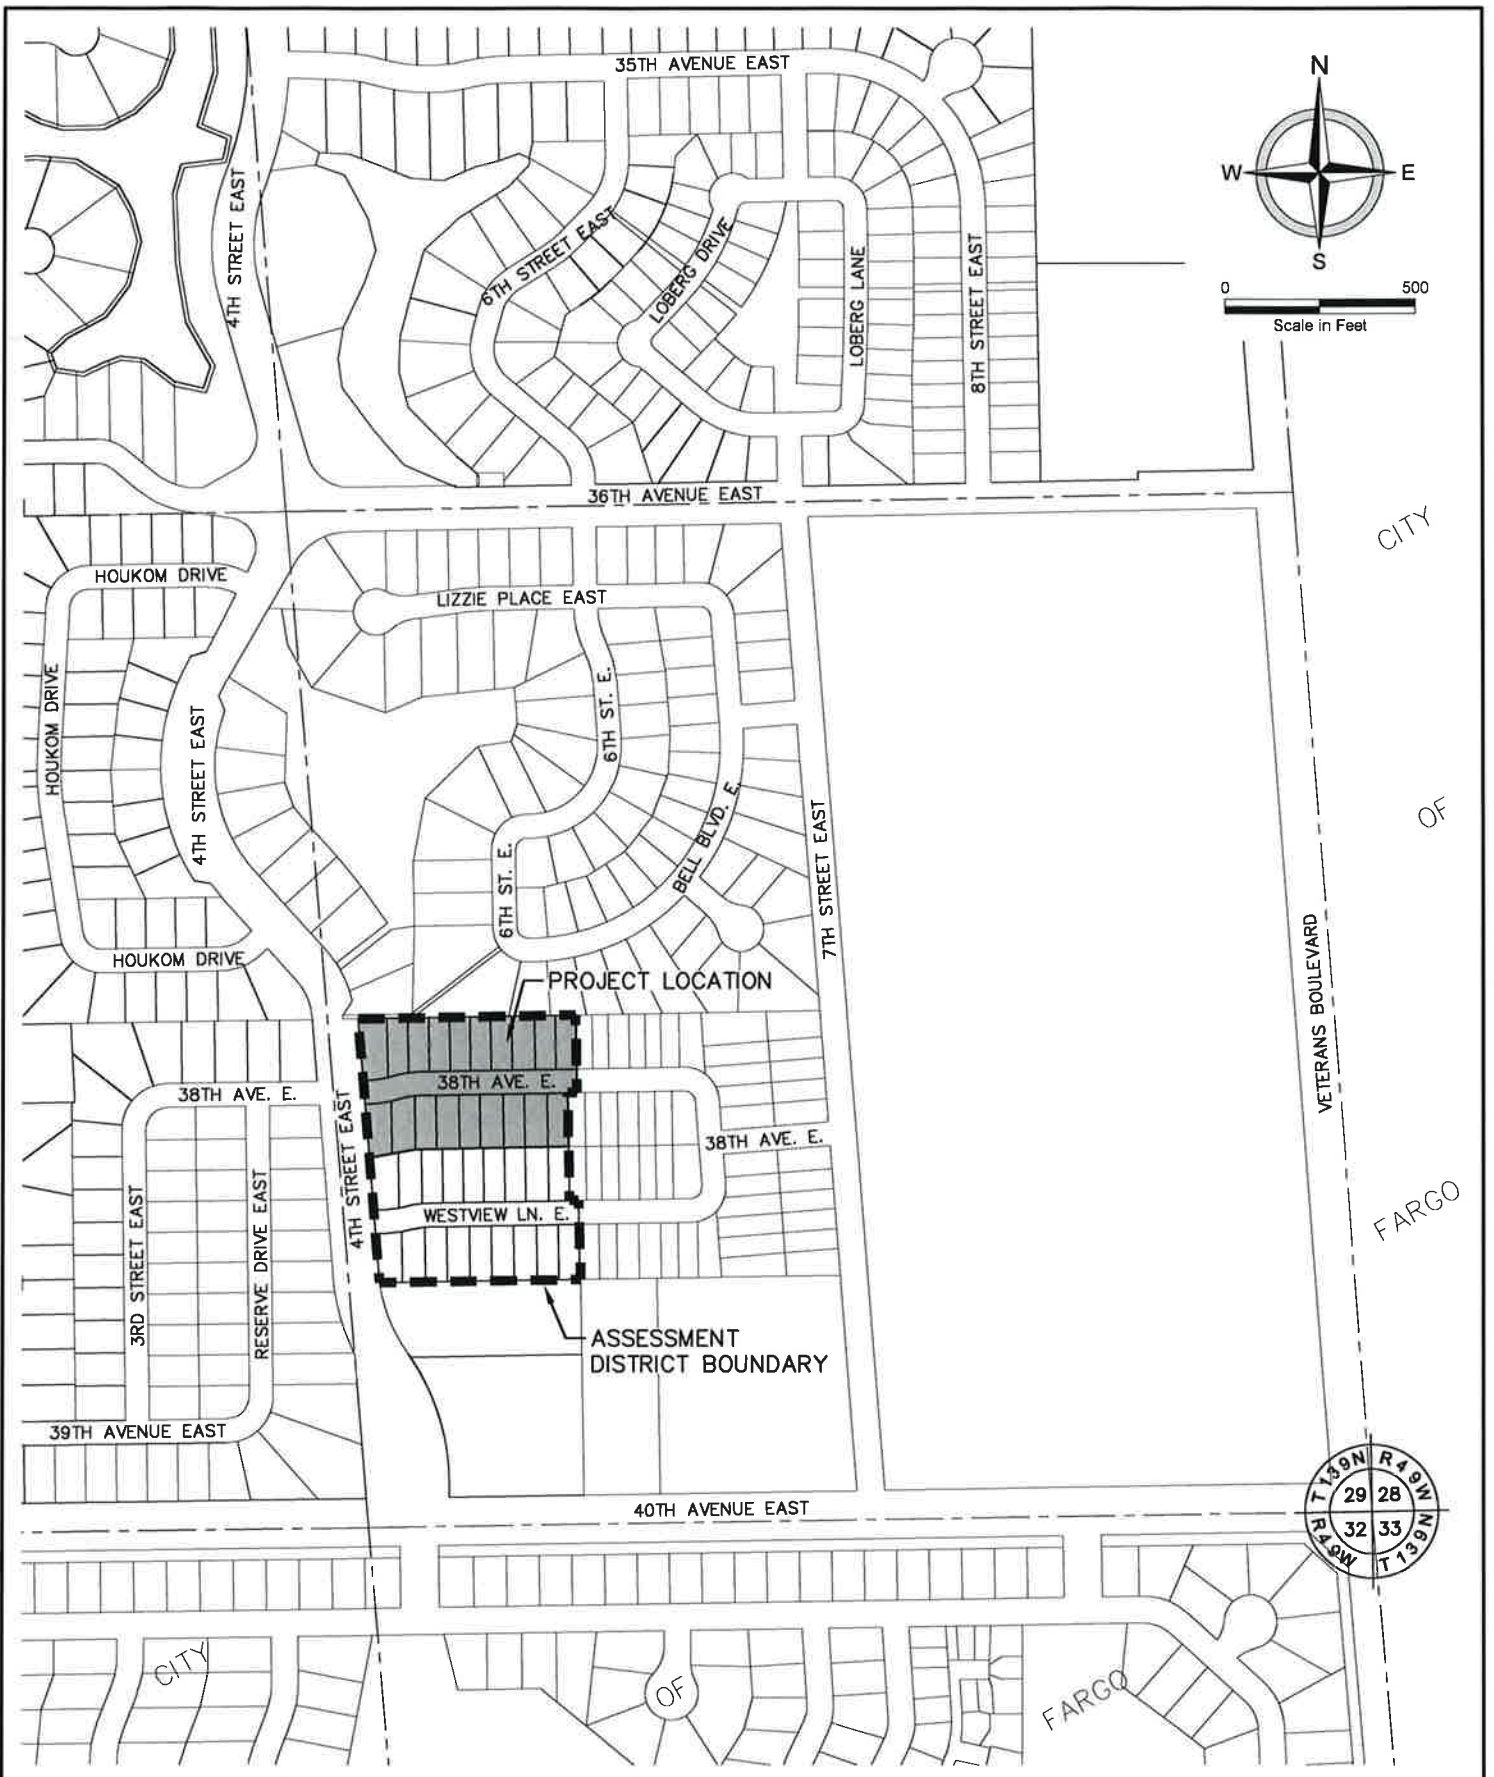 35TH AVENUE EAST
N
W
E
S
0
500
Scale in Feet
4TH STREET EAST
6TH STREET EAST
LOBERG DRIVE
LOBERG LANE
8TH STREET EAST
36TH AVENUE EAST
CITY
HOUKOM DRIVE
LIZZIE PLACE EAST
HOUKOM DRIVE
4TH STREET EAST
6TH ST. E.
BELL BLVD. E.
7TH STREET EAST
OF
6TH ST. E.
HOUKOM DRIVE
VETERANS BOULEVARD
PROJECT LOCATION
38TH AVE. E.
38TH AVE. E.
4TH STREET EAST
38TH AVE. E.
3RD STREET EAST
RESERVE DRIVE EAST
WESTVIEW LN. E.
FARGO
ASSESSMENT
DISTRICT BOUNDARY
39TH AVENUE EAST
40TH AVENUE EAST
T139N
R49W
29
28
32
33
R49W
T139N
CITY
OF
FARGO